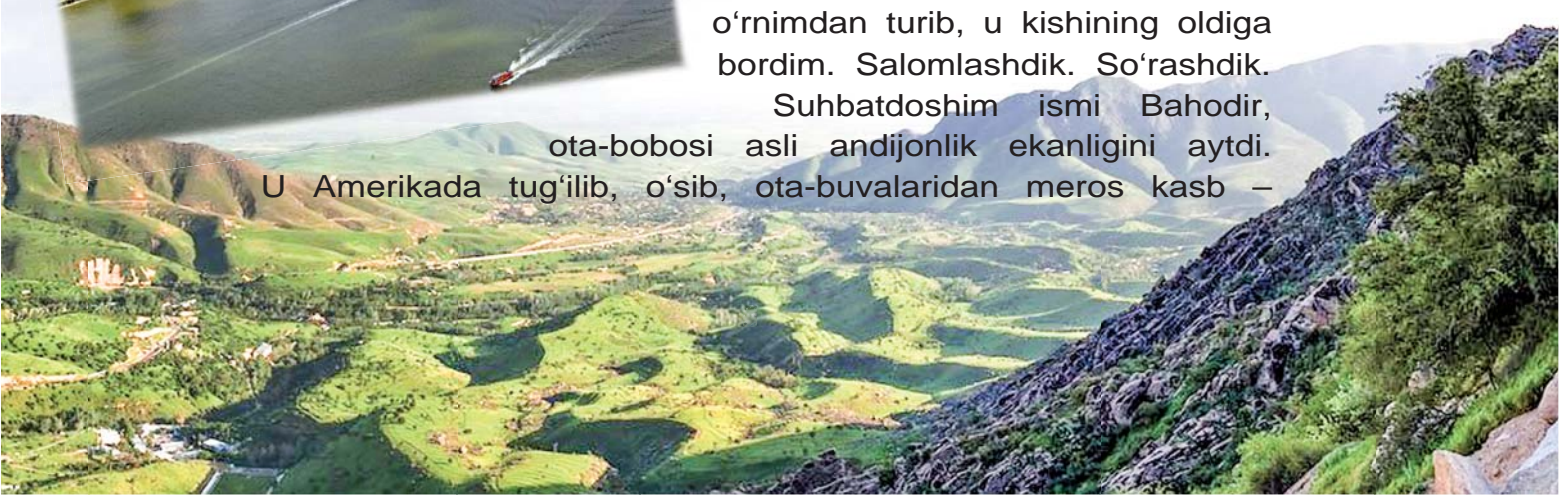 o‘rnimdan turib, u kishining oldiga
bordim. Salomlashdik. So‘rashdik.
Suhbatdoshim ismi Bahodir,
ota-bobosi asli andijonlik ekanligini aytdi.
U Amerikada tug‘ilib, o‘sib, ota-buvalaridan meros kasb –